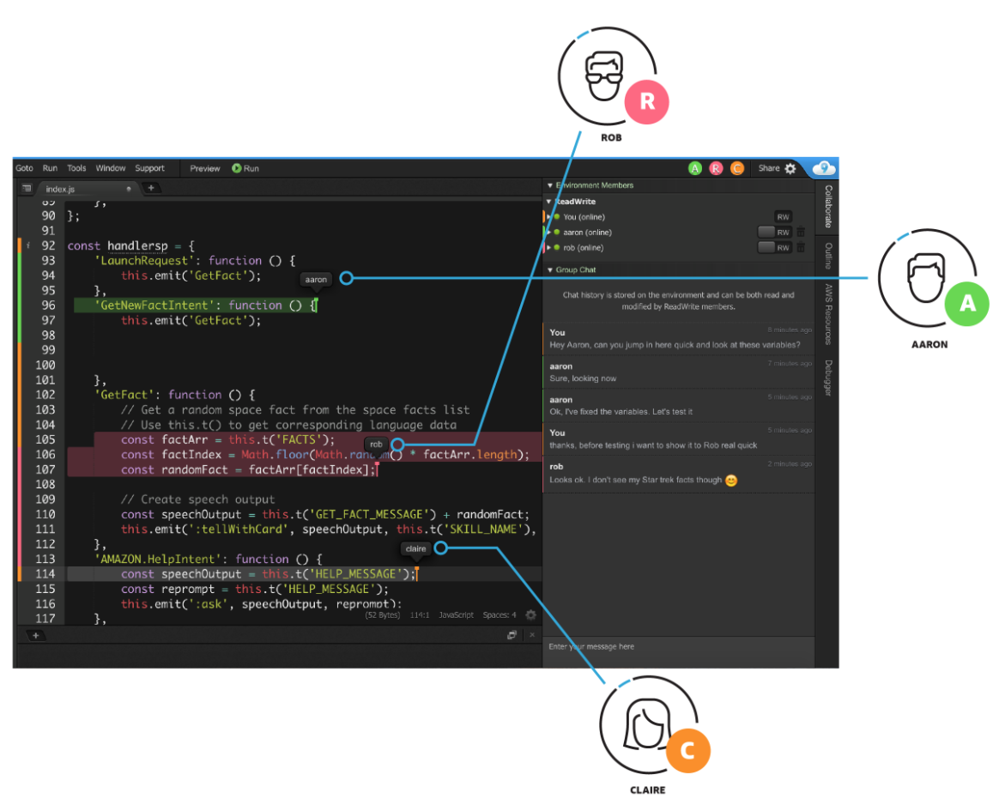 R
ROB
Goto Run Tools Window Support Preview Run A R C Share 9
index.js
89 },
90 };
91
92 const handlersp = {
93 'LaunchRequest': function () {
94 this.emit('GetFact');
95 },
96 'GetNewFactIntent': function () {
97 this.emit('GetFact');
98
99
100
101 },
102 'GetFact': function () {
103 // Get a random space fact from the space facts list
104 // Use this.t() to get corresponding language data
105 const factArr = this.t('FACTS');
106 const factIndex = Math.floor(Math.random() * factArr.length);
107 const randomFact = factArr[factIndex];
108
109 // Create speech output
110 const speechOutput = this.t('GET_FACT_MESSAGE') + randomFact;
111 this.emit(':tellWithCard', speechOutput, this.t('SKILL_NAME'),
112 },
113 'AMAZON.HelpIntent': function () {
114 const speechOutput = this.t('HELP_MESSAGE');
115 const reprompt = this.t('HELP_MESSAGE');
116 this.emit(':ask', speechOutput, reprompt);
117 },
aaron
rob
claire
(52 Bytes) 114:1 JavaScript Spaces: 4
Environment Members
ReadWrite
You (online) RW
aaron (online) RW
rob (online) RW
Group Chat
Chat history is stored on the environment and can be both read and
modified by ReadWrite members.
You 6 minutes ago
Hey Aaron, can you jump in here quick and look at these variables?
aaron 7 minutes ago
Sure, looking now
aaron 5 minutes ago
Ok, I've fixed the variables. Let's test it
You 5 minutes ago
thanks, before testing i want to show it to Rob real quick
rob 2 minutes ago
Looks ok. I don't see my Star trek facts though 😊
Enter your message here
Collaborate
Outline
AWS Resources
Debugger
A
AARON
C
CLAIRE